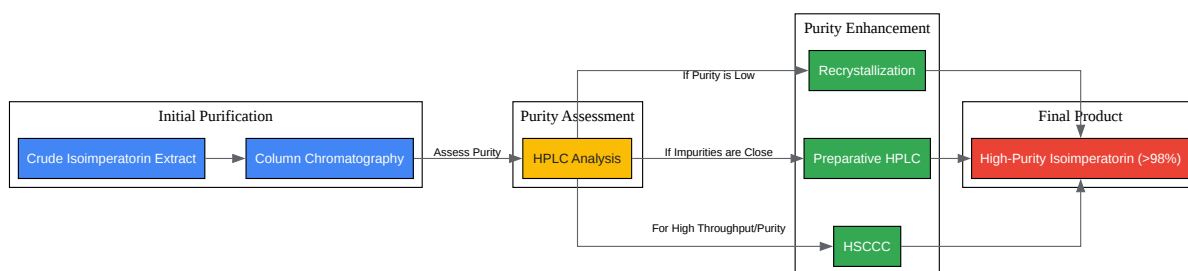 Initial Purification
Crude Isoimperatorin Extract
Column Chromatography
Assess Purity
Purity Assessment
HPLC Analysis
If Purity is Low
If Impurities are Close
For High Throughput/Purity
Purity Enhancement
Recrystallization
Preparative HPLC
HSCCC
Final Product
High-Purity Isoimperatorin (>98%)